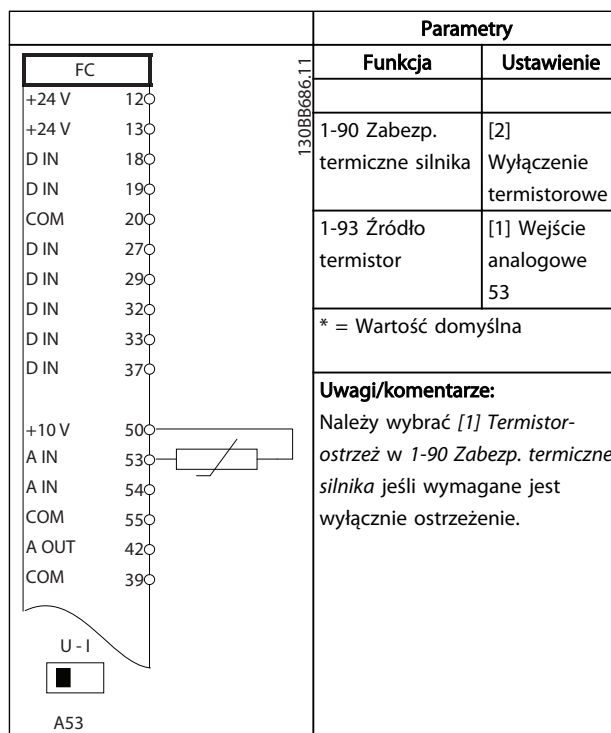 Parametry
FC
Funkcja
Ustawienie
130BB686.11
+24 V 12
+24 V 13
D IN 18
D IN 19
COM 20
D IN 27
D IN 29
D IN 32
D IN 33
D IN 37
+10 V 50
A IN 53
A IN 54
COM 55
A OUT 42
COM 39
U - I
A53
1-90 Zabezp.
termiczne silnika
[2]
Wyłączenie
termistorowe
1-93 Źródło
termistor
[1] Wejście
analogowe
53
* = Wartość domyślna
Uwagi/komentarze:
Należy wybrać [1] Termistor-
ostrzeż w 1-90 Zabezp. termiczne
silnika jeśli wymagane jest
wyłącznie ostrzeżenie.